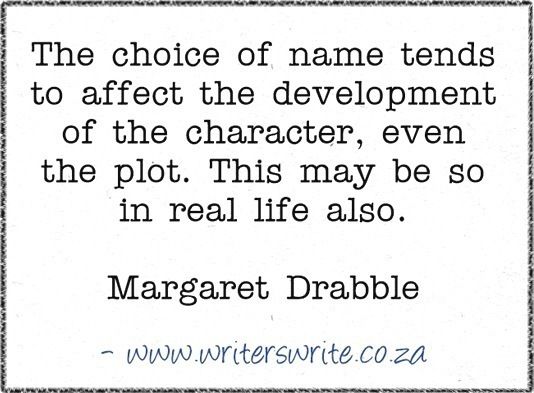 The choice of name tends
to affect the development
of the character, even
the plot. This may be so
in real life also.
Margaret Drabble
- www.writerswrite.co.za